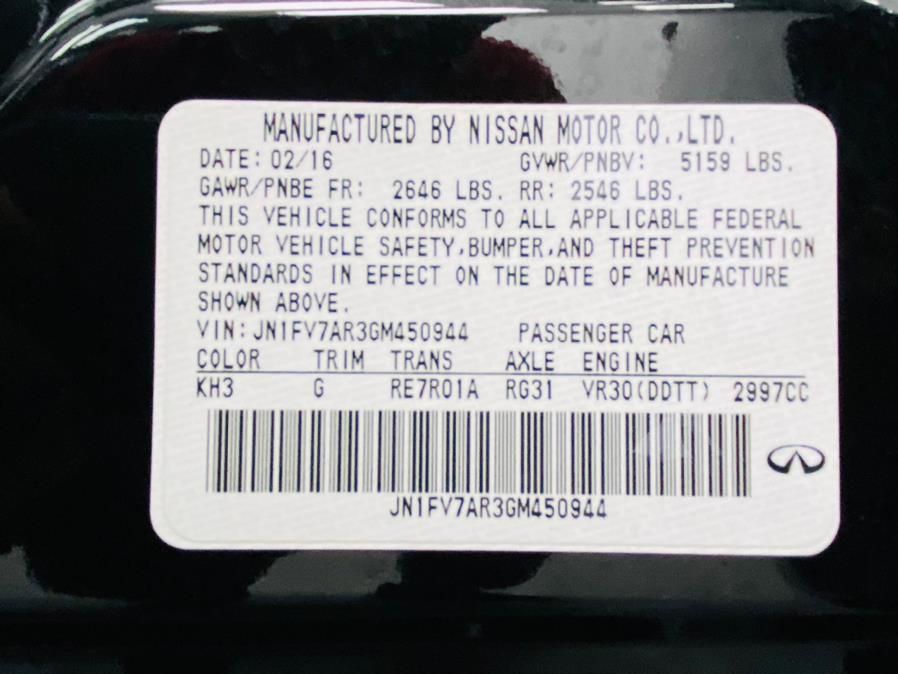 MANUFACTURED BY NISSAN MOTOR CO.,LTD.
DATE: 02/16 GVWR/PNBV: 5159 LBS.
GAWR/PNBE FR: 2646 LBS. RR: 2546 LBS.
THIS VEHICLE CONFORMS TO ALL APPLICABLE FEDERAL
MOTOR VEHICLE SAFETY,BUMPER,AND THEFT PREVENTION
STANDARDS IN EFFECT ON THE DATE OF MANUFACTURE
SHOWN ABOVE.
VIN: JN1FV7AR3GM450944 PASSENGER CAR
COLOR TRIM TRANS AXLE ENGINE
KH3 G RE7R01A RG31 VR30(DDTT) 2997CC
JN1FV7AR3GM450944